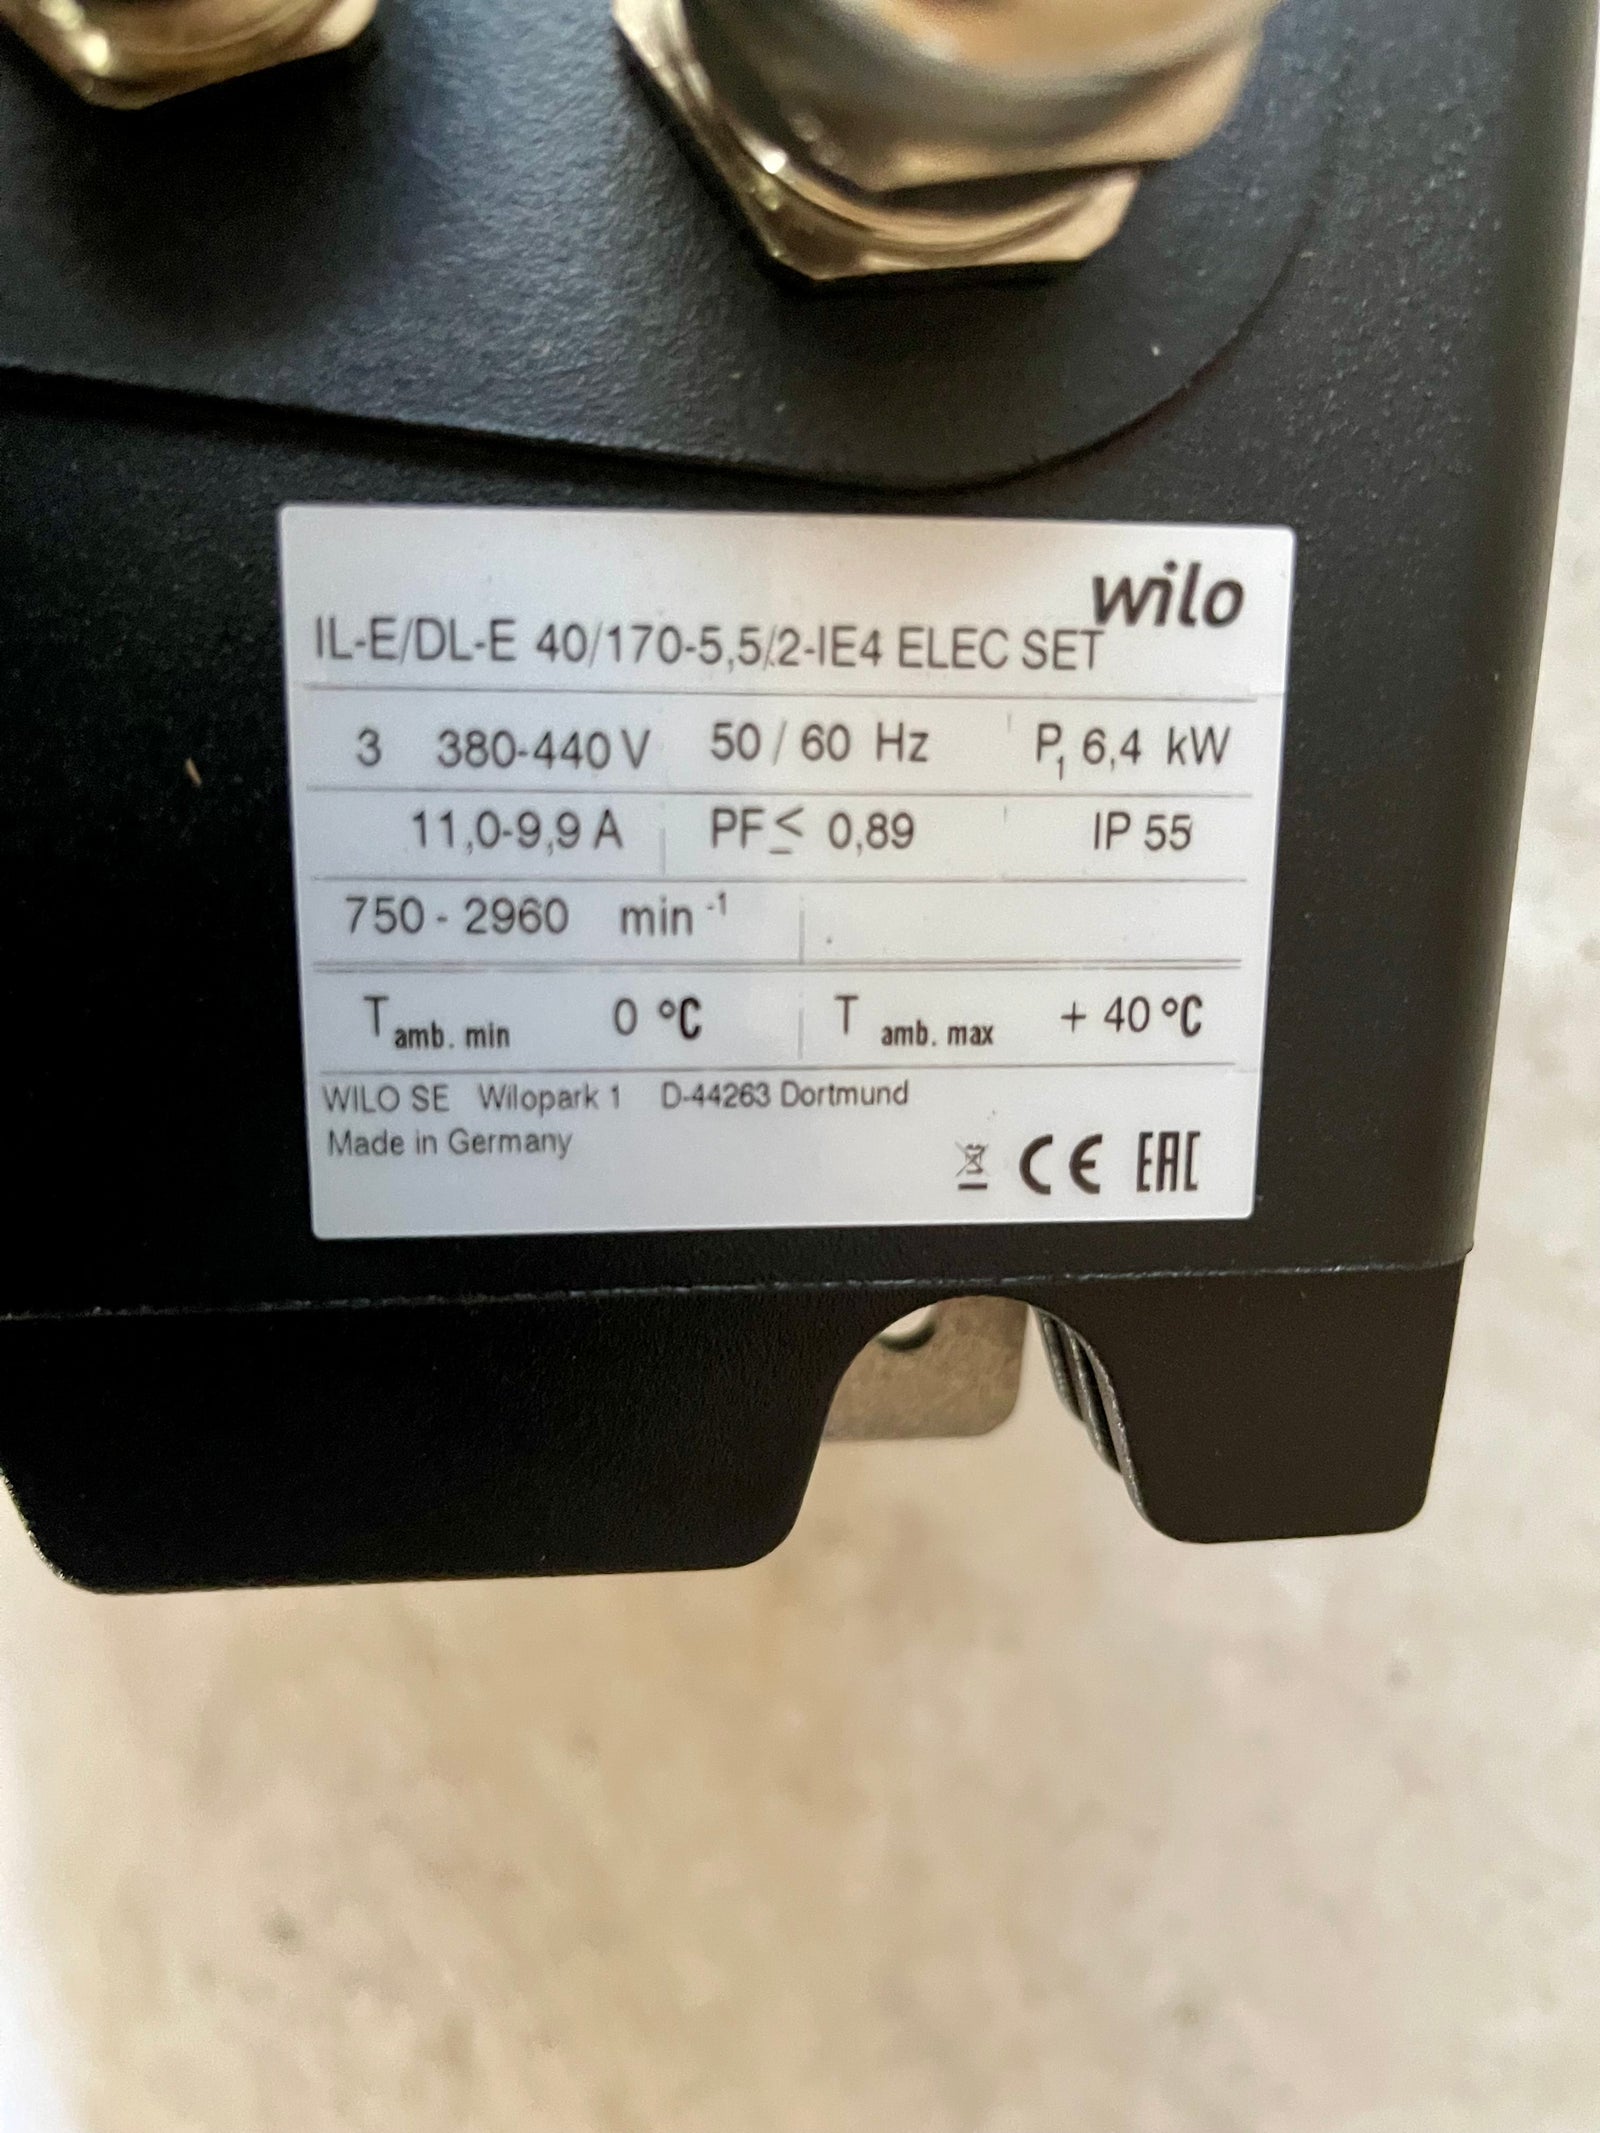 wilo
IL-E/DL-E 40/170-5,5/2-IE4 ELEC SET
3 380-440 V 50 / 60 Hz P1 6,4 kW
11,0-9,9 A PF ≤ 0,89 IP 55
750 - 2960 min -1
T amb. min 0 °C T amb. max + 40 °C
WILO SE Wilopark 1 D-44263 Dortmund
Made in Germany
CE EAC